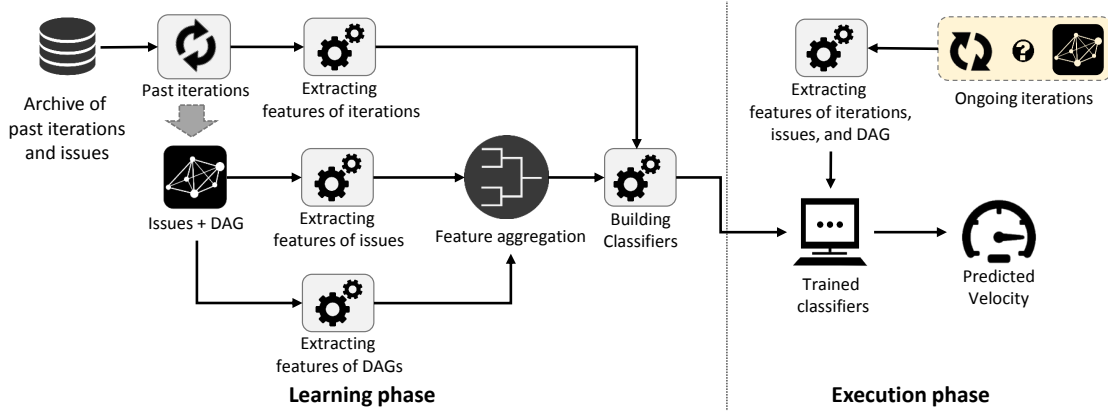 Archive of
past iterations
and issues
Past iterations
Extracting
features of iterations
Issues + DAG
Extracting
features of issues
Feature aggregation
Building
Classifiers
Extracting
features of DAGs
Learning phase
Extracting
features of iterations,
issues, and DAG
?
Ongoing iterations
Trained
classifiers
Predicted
Velocity
Execution phase